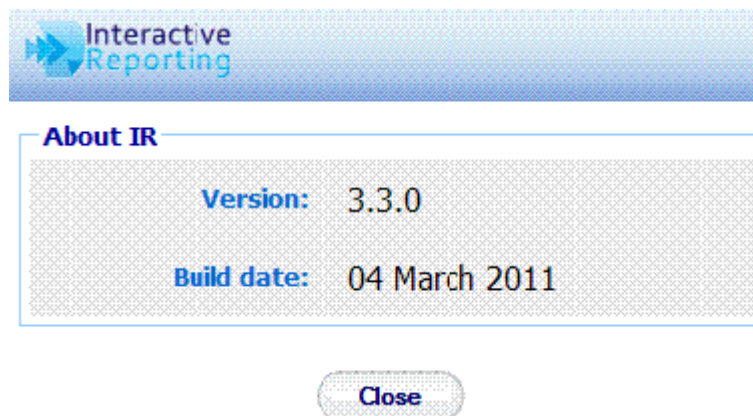 Interactive
Reporting
About IR
Version: 3.3.0
Build date: 04 March 2011
Close